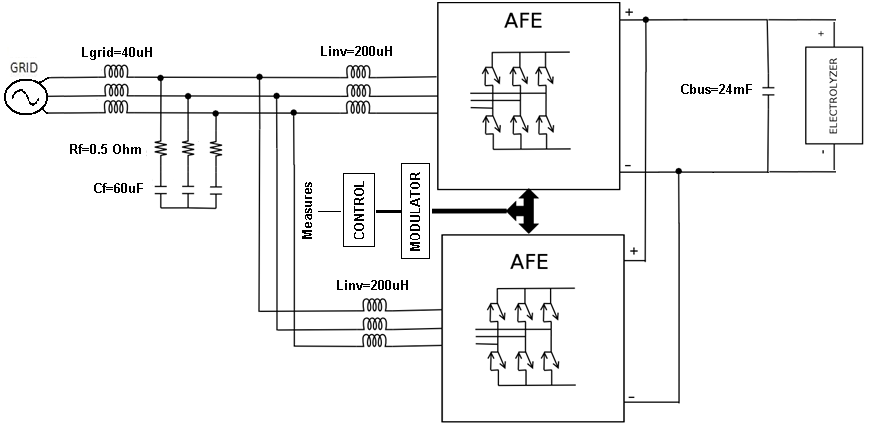 AFE
+
Lgrid=40uH
Linv=200uH
GRID
Cbus=24mF
+
ELECTROLYZER
-
Rf=0.5 Ohm
Cf=60uF
-
Measures
CONTROL
MODULATOR
AFE
+
Linv=200uH
-